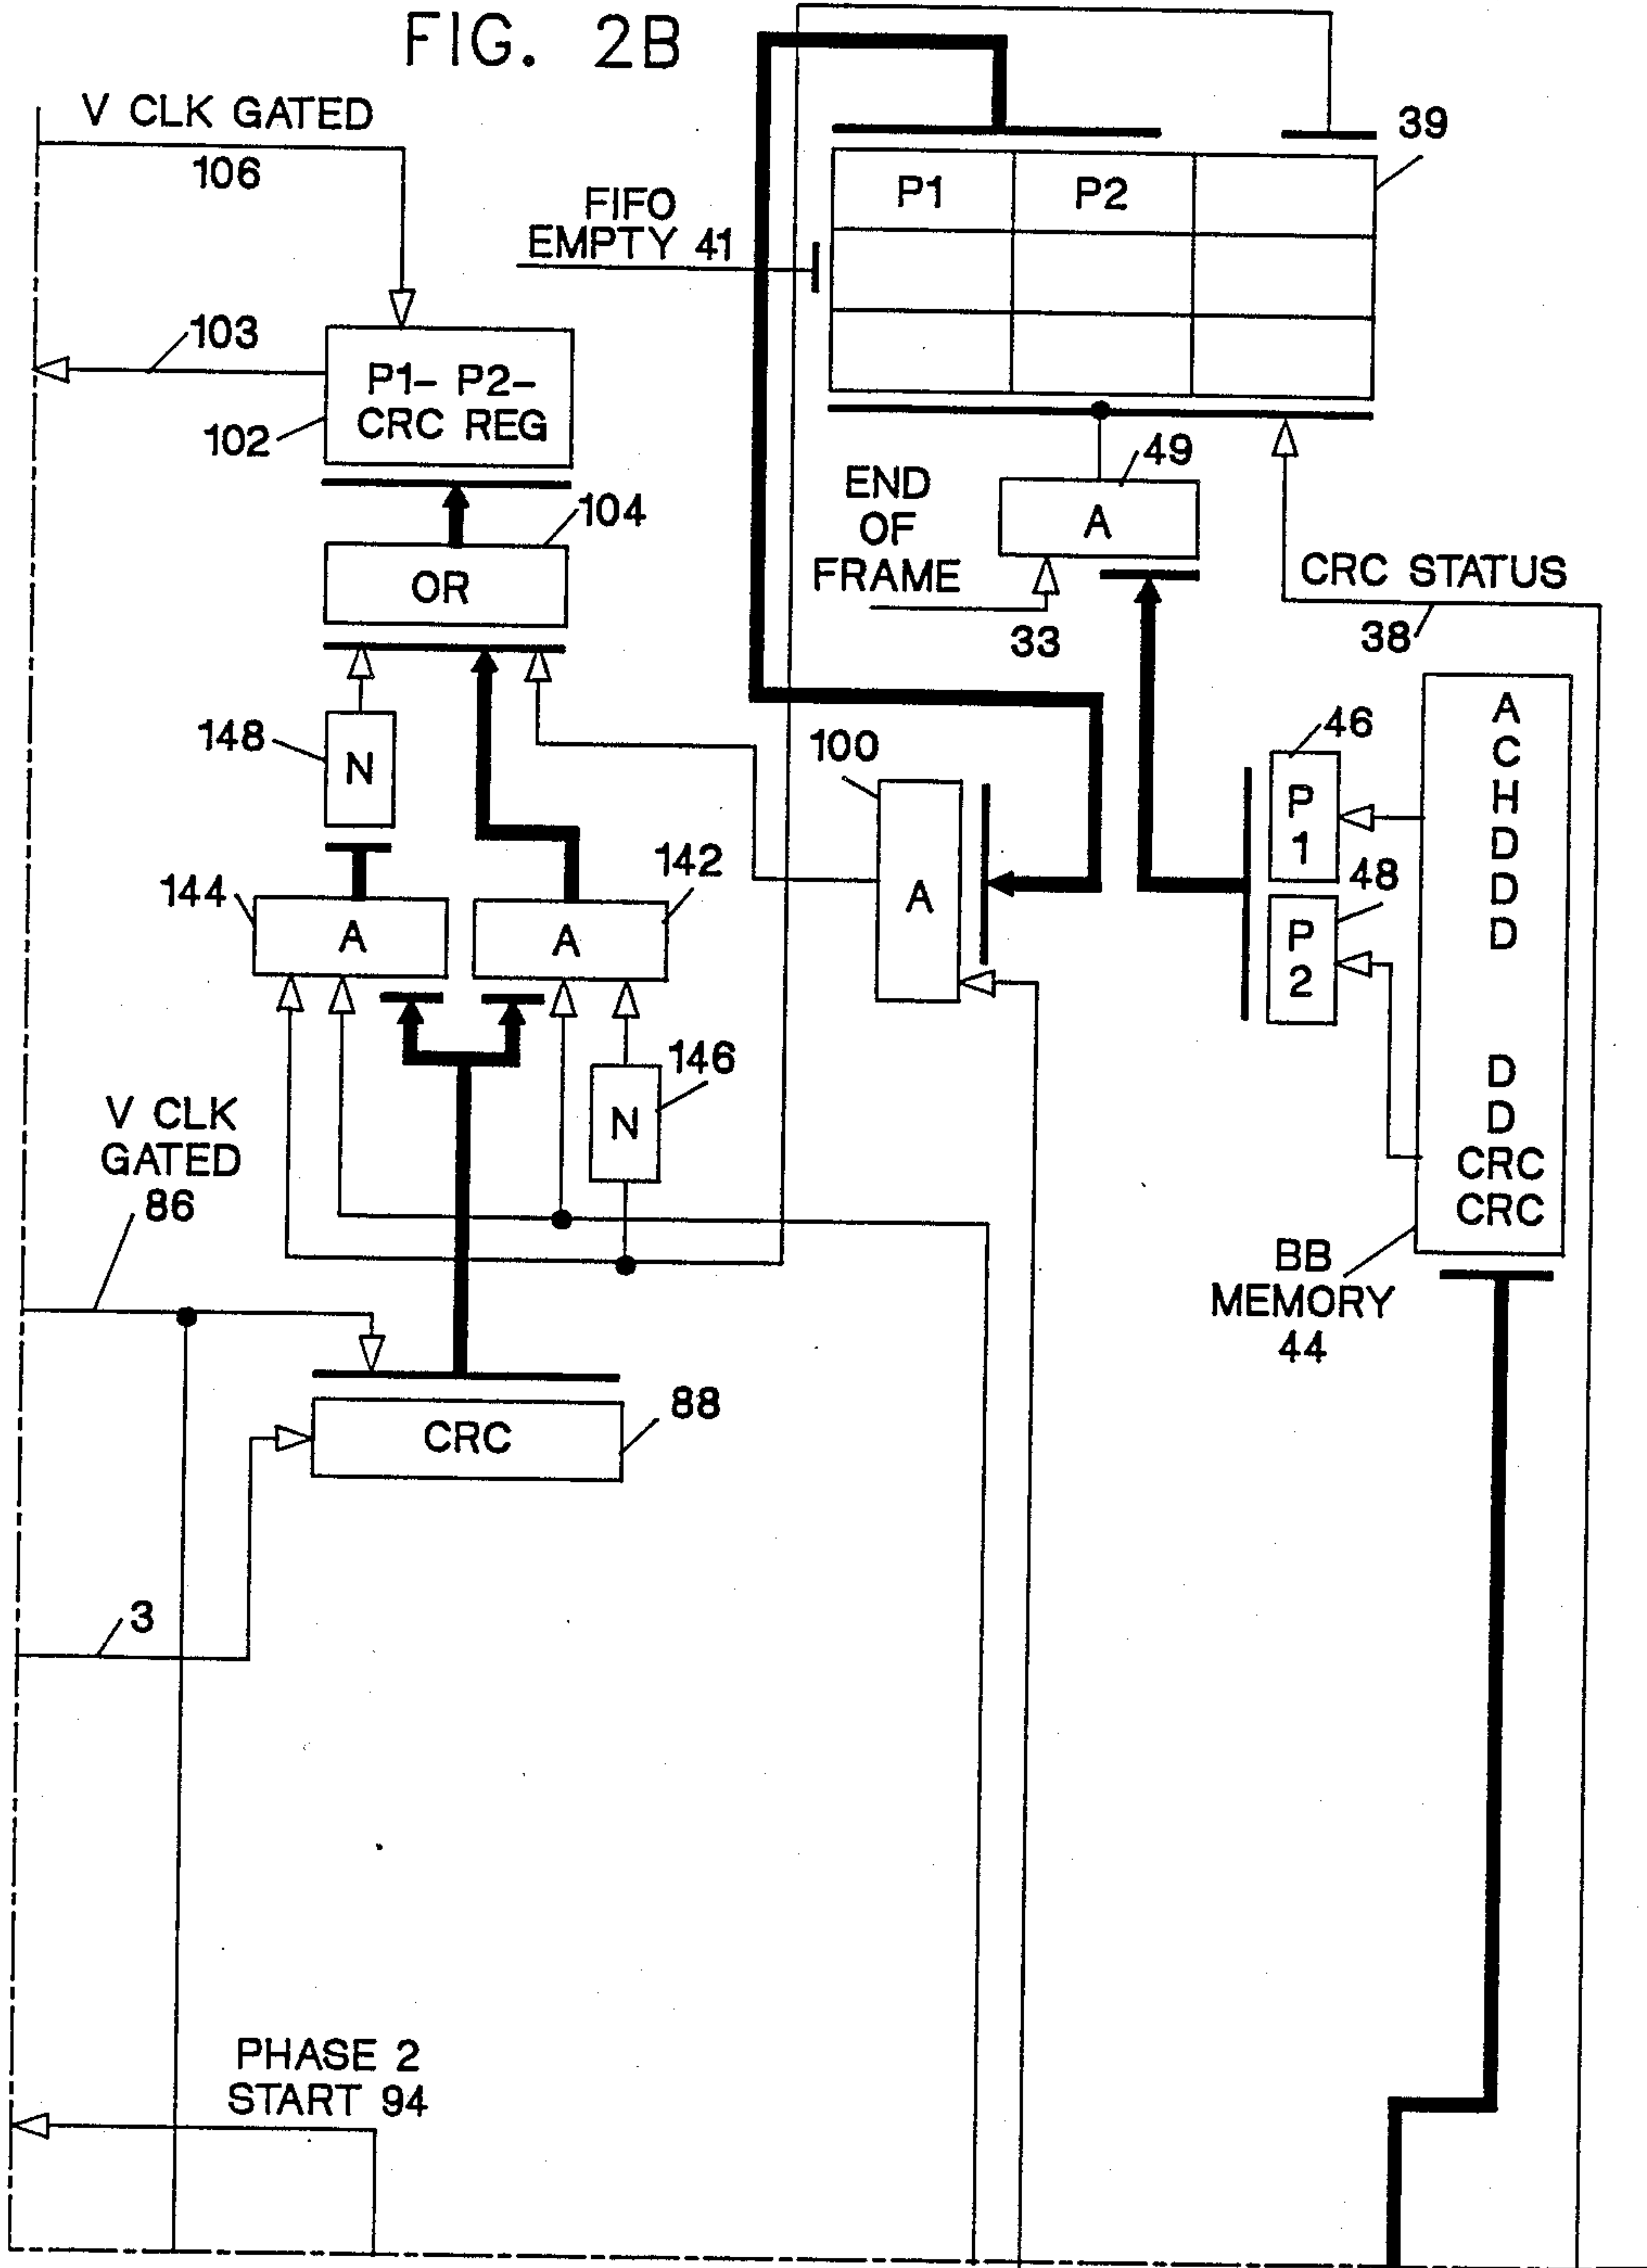 FIG. 2B
V CLK GATED
106
39
P1 P2
FIFO
EMPTY 41
103
P1- P2-
CRC REG
102
49
END
OF
FRAME
A
104
OR
CRC STATUS
33
38
148
N
100
46
P
1
A
C
H
D
D
D
144
142
A
A
A
48
P
2
146
N
D
D
CRC
CRC
V CLK
GATED
86
BB
MEMORY
44
88
CRC
3
PHASE 2
START 94